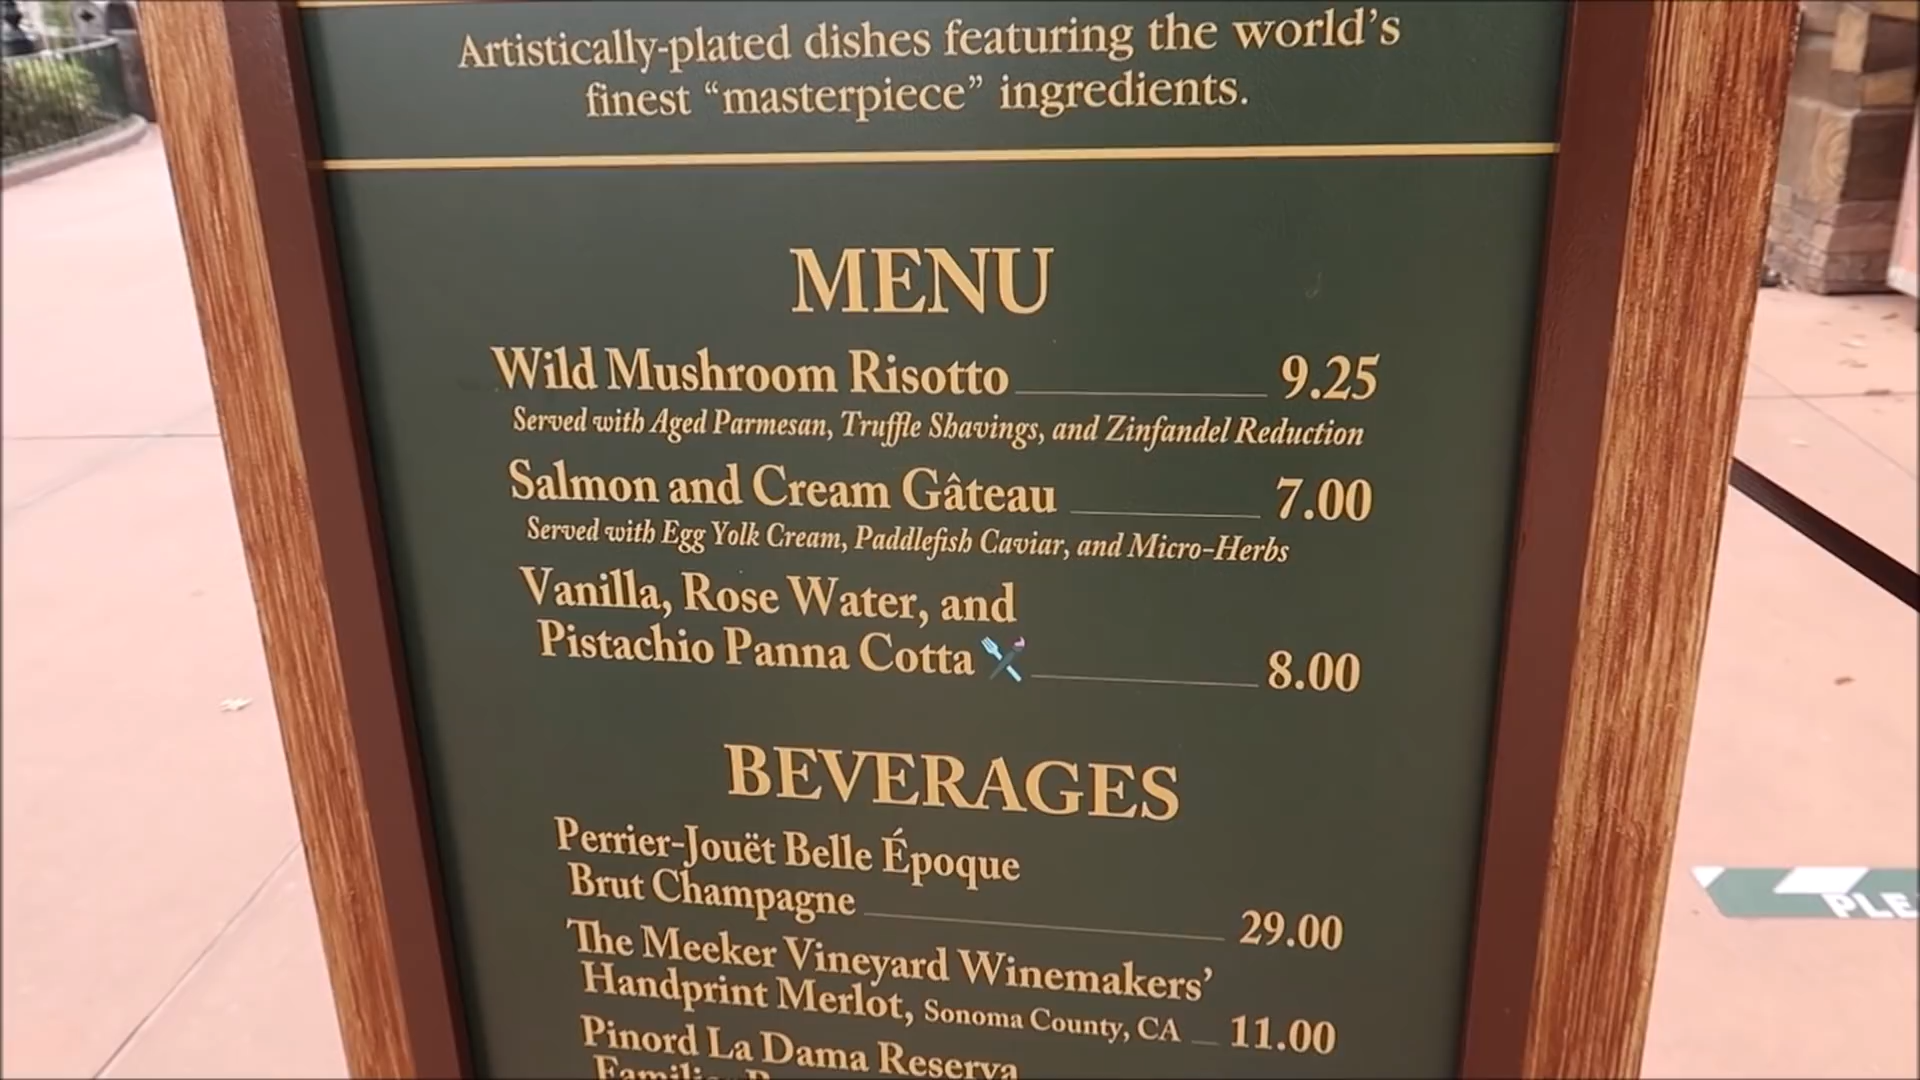 Artistically-plated dishes featuring the world's
finest “masterpiece” ingredients.
MENU
Wild Mushroom Risotto 9.25
Served with Aged Parmesan, Truffle Shavings, and Zinfandel Reduction
Salmon and Cream Gâteau 7.00
Served with Egg Yolk Cream, Paddlefish Caviar, and Micro-Herbs
Vanilla, Rose Water, and
Pistachio Panna Cotta 8.00
BEVERAGES
Perrier-Jouët Belle Époque
Brut Champagne 29.00
The Meeker Vineyard Winemakers’
Handprint Merlot, Sonoma County, CA 11.00
Pinord La Dama Reserva